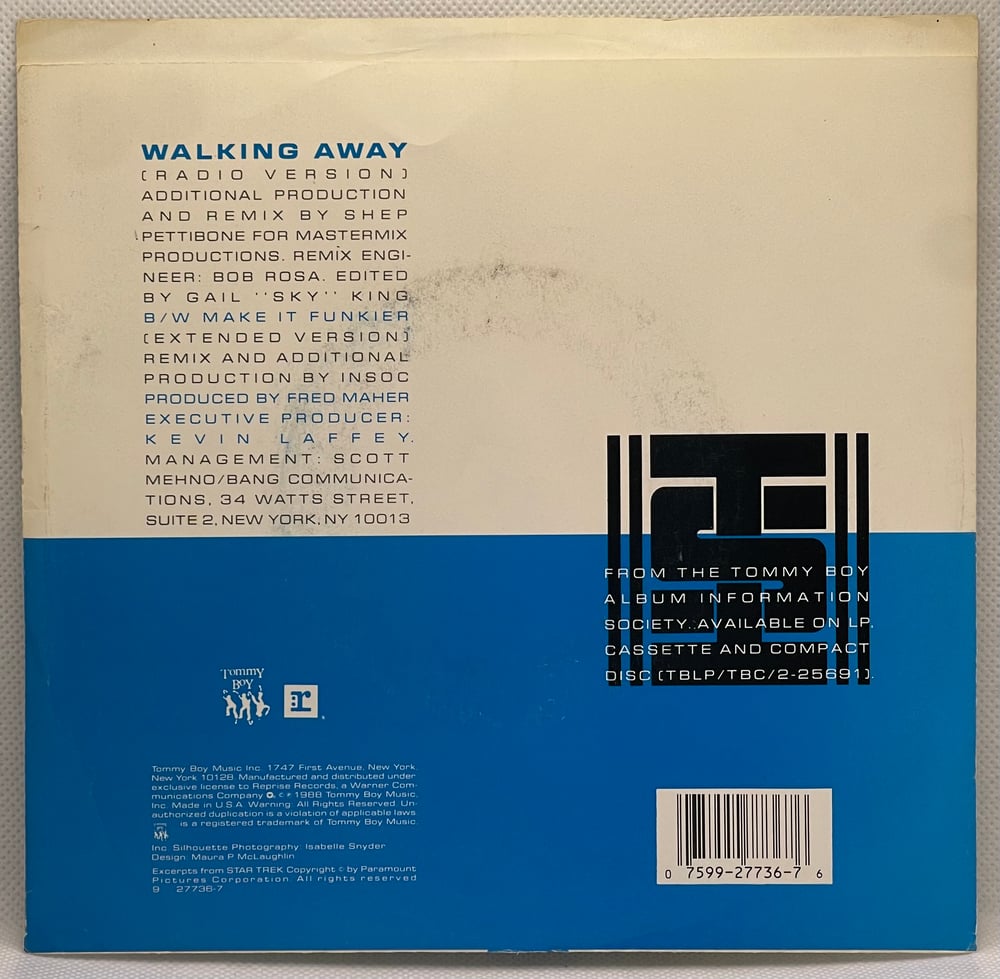 WALKING AWAY
(RADIO VERSION)
ADDITIONAL PRODUCTION
AND REMIX BY SHEP
PETTIBONE FOR MASTERMIX
PRODUCTIONS. REMIX ENGI-
NEER: BOB ROSA. EDITED
BY GAIL "SKY" KING
B/W MAKE IT FUNKIER
(EXTENDED VERSION)
REMIX AND ADDITIONAL
PRODUCTION BY INSOC
PRODUCED BY FRED MAHER
EXECUTIVE PRODUCER:
KEVIN LAFFEY.
MANAGEMENT: SCOTT
MEHNO/BANG COMMUNICA-
TIONS, 34 WATTS STREET,
SUITE 2, NEW YORK, NY 10013
FROM THE TOMMY BOY
ALBUM INFORMATION
SOCIETY. AVAILABLE ON LP,
CASSETTE AND COMPACT
DISC (TBLP/TBC/2-25691).
Tommy
Boy
r
Tommy Boy Music Inc. 1747 First Avenue, New York,
New York 10128. Manufactured and distributed under
exclusive license to Reprise Records, a Warner Com-
munications Company © ℗ 1988 Tommy Boy Music,
Inc. Made in U.S.A. Warning: All Rights Reserved. Un-
authorized duplication is a violation of applicable laws.
is a registered trademark of Tommy Boy Music,
Inc. Silhouette Photography: Isabelle Snyder
Design: Maura P. McLaughlin
Excerpts from STAR TREK Copyright © by Paramount
Pictures Corporation. All rights reserved
9 27736-7
0 7599-27736-7 6